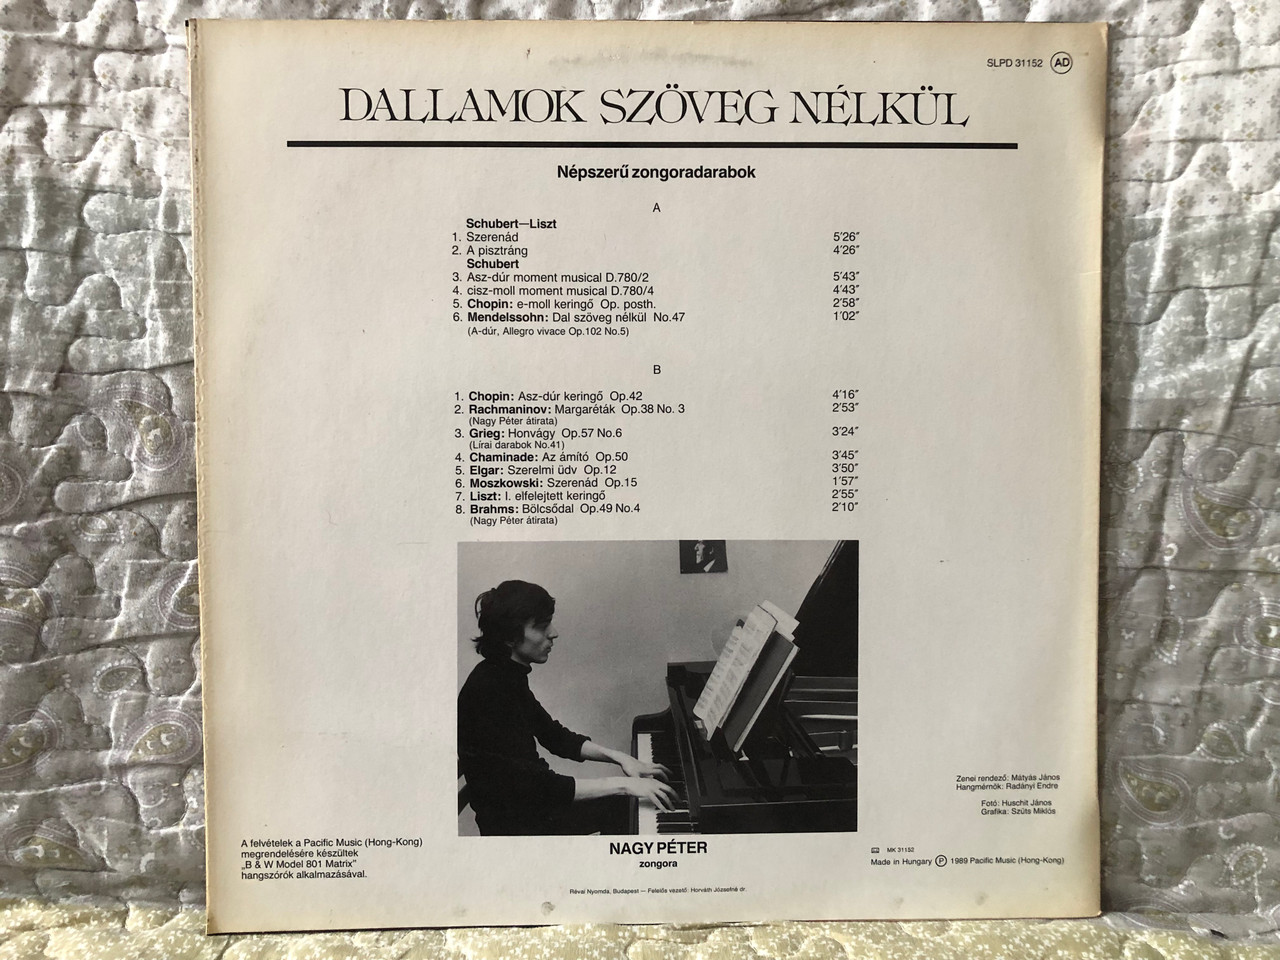 SLPD 31152 AD
DALLAMOK SZÖVEG NÉLKÜL
Népszerű zongoradarabok
A
Schubert—Liszt
1. Szerenád 5′26″
2. A pisztráng 4′26″
Schubert
3. Asz-dúr moment musical D.780/2 5′43″
4. cisz-moll moment musical D.780/4 4′43″
5. Chopin: e-moll keringő Op. posth. 2′58″
6. Mendelssohn: Dal szöveg nélkül No.47 1′02″
(A-dúr, Allegro vivace Op.102 No.5)
B
1. Chopin: Asz-dúr keringő Op.42 4′16″
2. Rachmaninov: Margaréták Op.38 No. 3 2′53″
(Nagy Péter átirata)
3. Grieg: Honvágy Op.57 No.6 3′24″
(Lírai darabok No.41)
4. Chaminade: Az ámító Op.50 3′45″
5. Elgar: Szerelmi üdv Op.12 3′50″
6. Moszkowski: Szerenád Op.15 1′57″
7. Liszt: I. elfelejtett keringő 2′55″
8. Brahms: Bölcsődal Op.49 No.4 2′10″
(Nagy Péter átirata)
Zenei rendező: Mátyás János
Hangmérnök: Radányi Endre
Fotó: Huschit János
Grafika: Szűts Miklós
A felvételek a Pacific Music (Hong-Kong)
megrendelésére készültek
„B & W Model 801 Matrix”
hangszórók alkalmazásával.
NAGY PÉTER
zongora
MK 31152
Made in Hungary Ⓟ 1989 Pacific Music (Hong-Kong)
Révai Nyomda, Budapest — Felelős vezető: Horváth Józsefné dr.